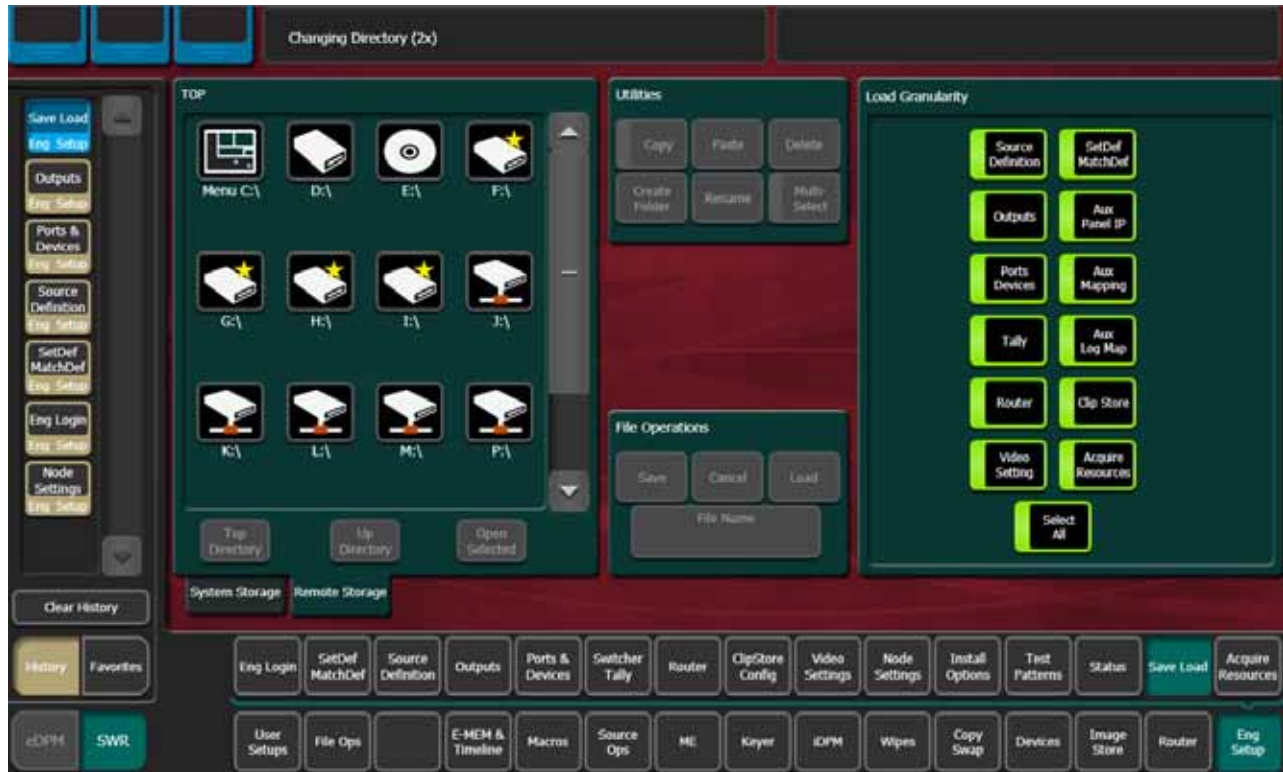 Changing Directory (2x)
Save Load
Eng Setup
Outputs
Eng Setup
Ports &
Devices
Eng Setup
Source
Definition
Eng Setup
SetDef
MatchDef
Eng Setup
Eng Login
Eng Setup
Node
Settings
Eng Setup
Clear History
History
Favorites
eDPM
SWR
TOP
Menu C:\
D:\
E:\
F:\
G:\
H:\
I:\
J:\
K:\
L:\
M:\
P:\
Top
Directory
Up
Directory
Open
Selected
System Storage
Remote Storage
Utilities
Copy
Paste
Delete
Create
Folder
Rename
Multi-
Select
File Operations
Save
Cancel
Load
File Name
Load Granularity
Source
Definition
SetDef
MatchDef
Outputs
Aux
Panel IP
Ports
Devices
Aux
Mapping
Tally
Aux
Log Map
Router
Clip Store
Video
Setting
Acquire
Resources
Select
All
Eng Login
SetDef
MatchDef
Source
Definition
Outputs
Ports &
Devices
Switcher
Tally
Router
ClipStore
Config
Video
Settings
Node
Settings
Install
Options
Test
Patterns
Status
Save Load
Acquire
Resources
User
Setups
File Ops
E-MEM &
Timeline
Macros
Source
Ops
ME
Keyer
iDPM
Wipes
Copy
Swap
Devices
Image
Store
Router
Eng
Setup